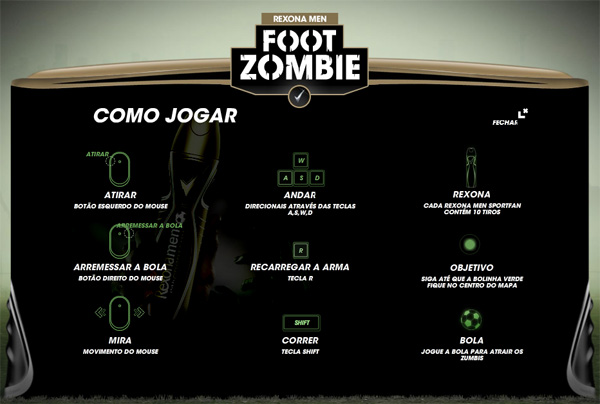 REXONA MEN
FOOT
ZOMBIE
COMO JOGAR
FECHAR
ATIRAR
ATIRAR
BOTÃO ESQUERDO DO MOUSE
W
A S D
ANDAR
DIRECIONAIS ATRAVÉS DAS TECLAS
A,S,W,D
REXONA
CADA REXONA MEN SPORTFAN
CONTÉM 10 TIROS
ARREMESSAR A BOLA
ARREMESSAR A BOLA
BOTÃO DIREITO DO MOUSE
R
RECARREGAR A ARMA
TECLA R
OBJETIVO
SIGA ATÉ QUE A BOLINHA VERDE
FIQUE NO CENTRO DO MAPA
MIRA
MOVIMENTO DO MOUSE
SHIFT
CORRER
TECLA SHIFT
BOLA
JOGUE A BOLA PARA ATRAIR OS
ZUMBIS
Rexonamen